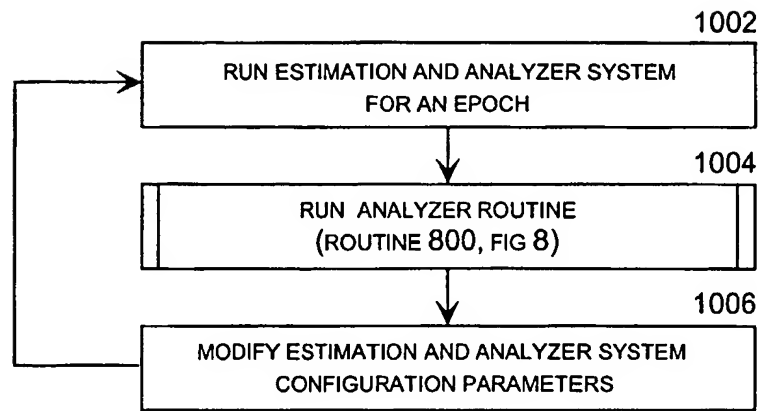 1002
RUN ESTIMATION AND ANALYZER SYSTEM
FOR AN EPOCH
1004
RUN ANALYZER ROUTINE
(ROUTINE 800, FIG 8)
1006
MODIFY ESTIMATION AND ANALYZER SYSTEM
CONFIGURATION PARAMETERS